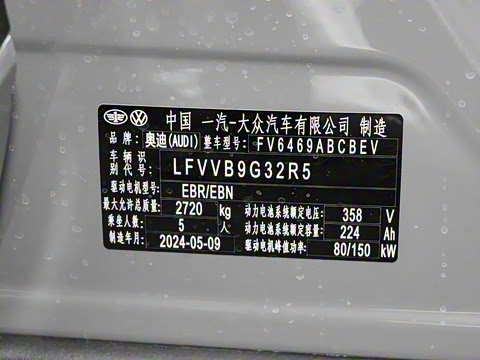 中国 一汽-大众汽车有限公司 制造
品牌: 奥迪(AUDI) 整车型号: FV6469ABCBEV
车辆识别代号: LFVVB9G32R5
驱动电机型号: EBR/EBN
最大允许总质量: 2720 kg 动力电池系统额定电压: 358 V
乘坐人数: 5 人 动力电池系统额定容量: 224 Ah
制造年月: 2024-05-09 驱动电机峰值功率: 80/150 kW